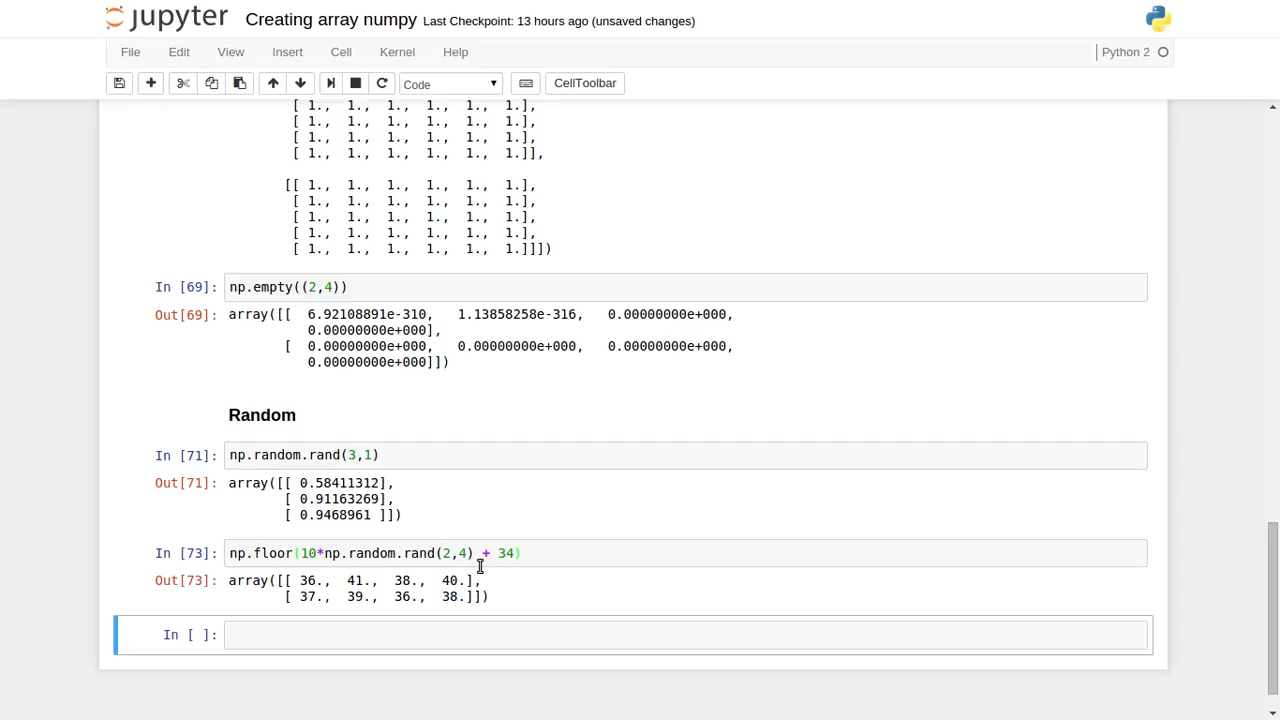 jupyter Creating array numpy Last Checkpoint: 13 hours ago (unsaved changes)
File Edit View Insert Cell Kernel Help Python 2
Code CellToolbar
[ 1., 1., 1., 1., 1., 1.],
[ 1., 1., 1., 1., 1., 1.],
[ 1., 1., 1., 1., 1., 1.],
[ 1., 1., 1., 1., 1., 1.]],
[[ 1., 1., 1., 1., 1., 1.],
[ 1., 1., 1., 1., 1., 1.],
[ 1., 1., 1., 1., 1., 1.],
[ 1., 1., 1., 1., 1., 1.],
[ 1., 1., 1., 1., 1., 1.]]])
In [69]: np.empty((2,4))
Out[69]: array([[ 6.92108891e-310, 1.13858258e-316, 0.00000000e+000,
0.00000000e+000],
[ 0.00000000e+000, 0.00000000e+000, 0.00000000e+000,
0.00000000e+000]])
Random
In [71]: np.random.rand(3,1)
Out[71]: array([[ 0.58411312],
[ 0.91163269],
[ 0.9468961 ]])
In [73]: np.floor(10*np.random.rand(2,4) + 34)
Out[73]: array([[ 36., 41., 38., 40.],
[ 37., 39., 36., 38.]])
In [ ]: